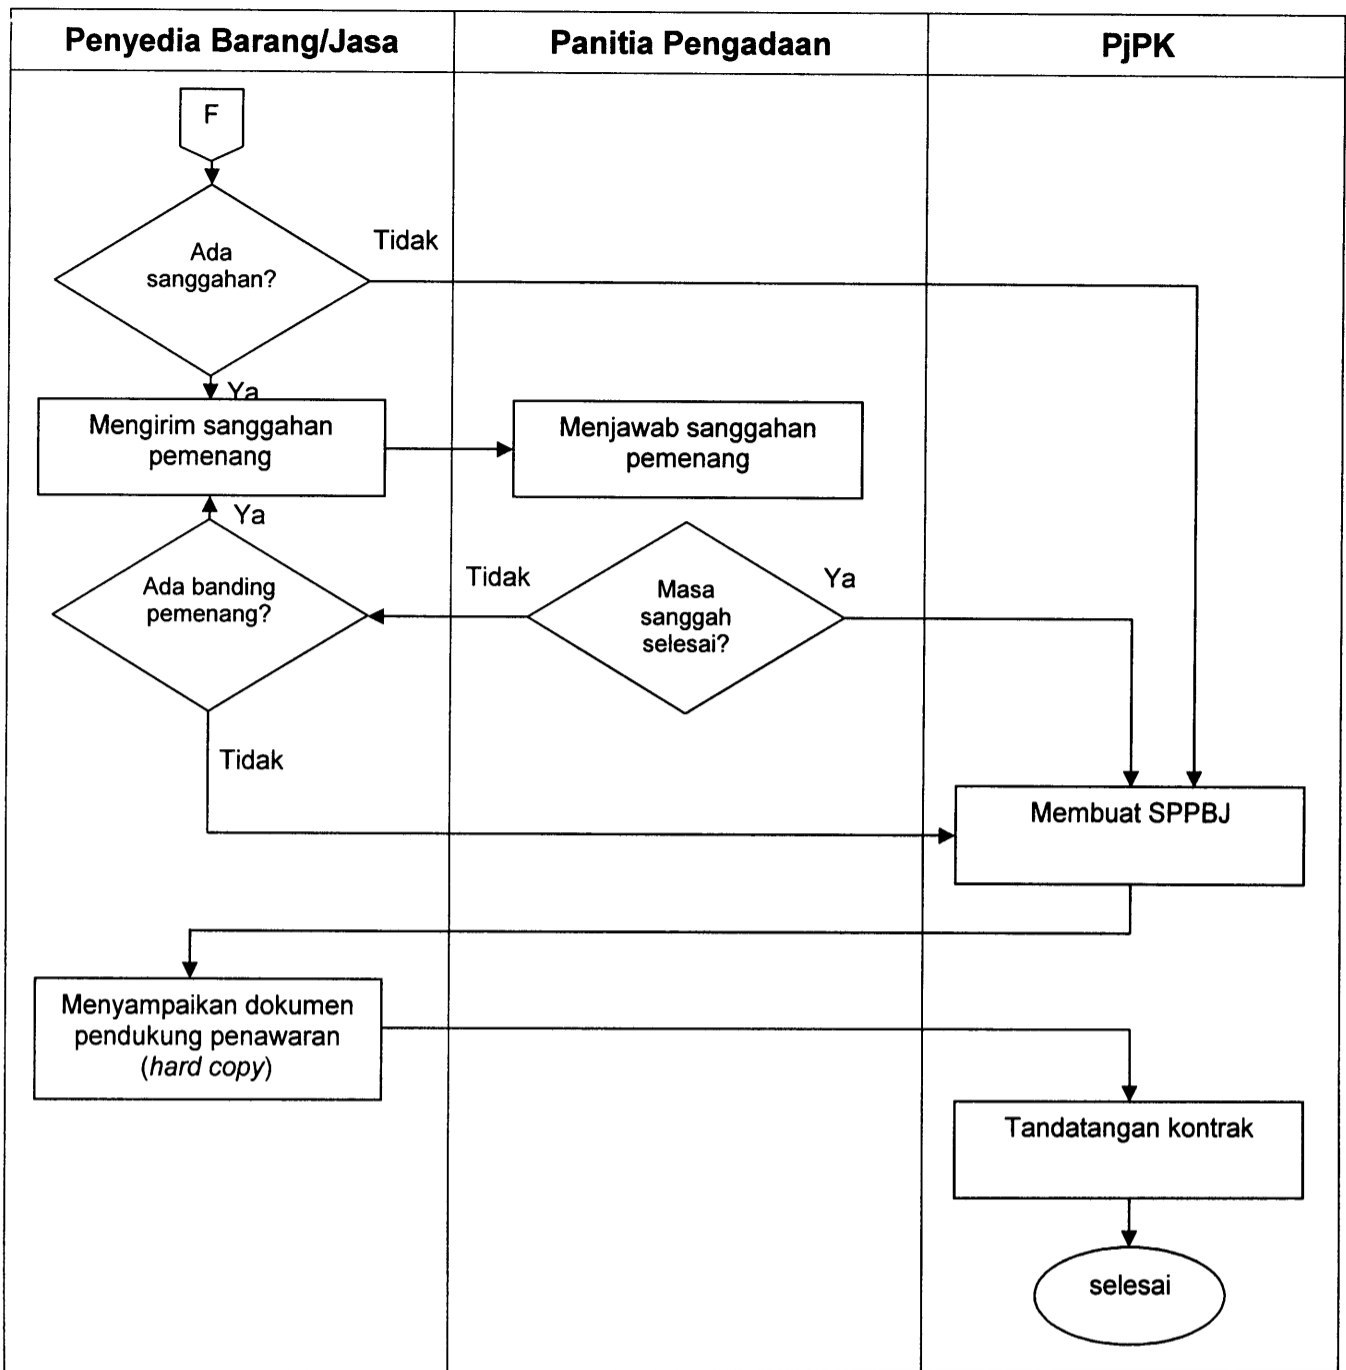 Penyedia Barang/Jasa
Panitia Pengadaan
PjPK
F
Ada
sanggahan?
Tidak
Ya
Mengirim sanggahan
pemenang
Menjawab sanggahan
pemenang
Ya
Ada banding
pemenang?
Tidak
Masa
sanggah
selesai?
Ya
Tidak
Membuat SPPBJ
Menyampaikan dokumen
pendukung penawaran
(hard copy)
Tandatangan kontrak
selesai